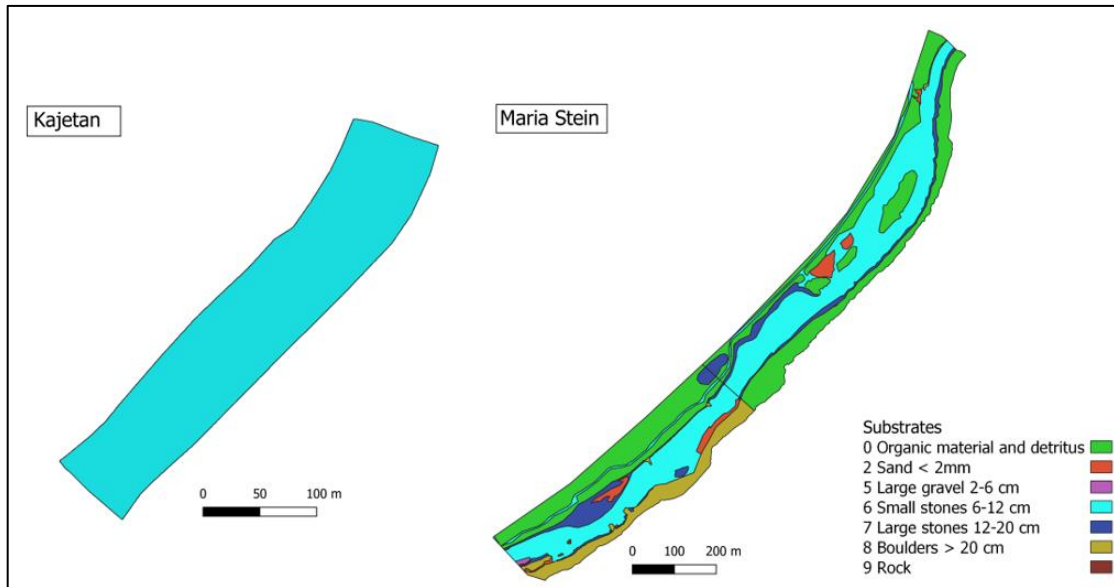 Kajetan
Maria Stein
0 50 100 m
0 100 200 m
Substrates
0 Organic material and detritus
2 Sand < 2mm
5 Large gravel 2-6 cm
6 Small stones 6-12 cm
7 Large stones 12-20 cm
8 Boulders > 20 cm
9 Rock